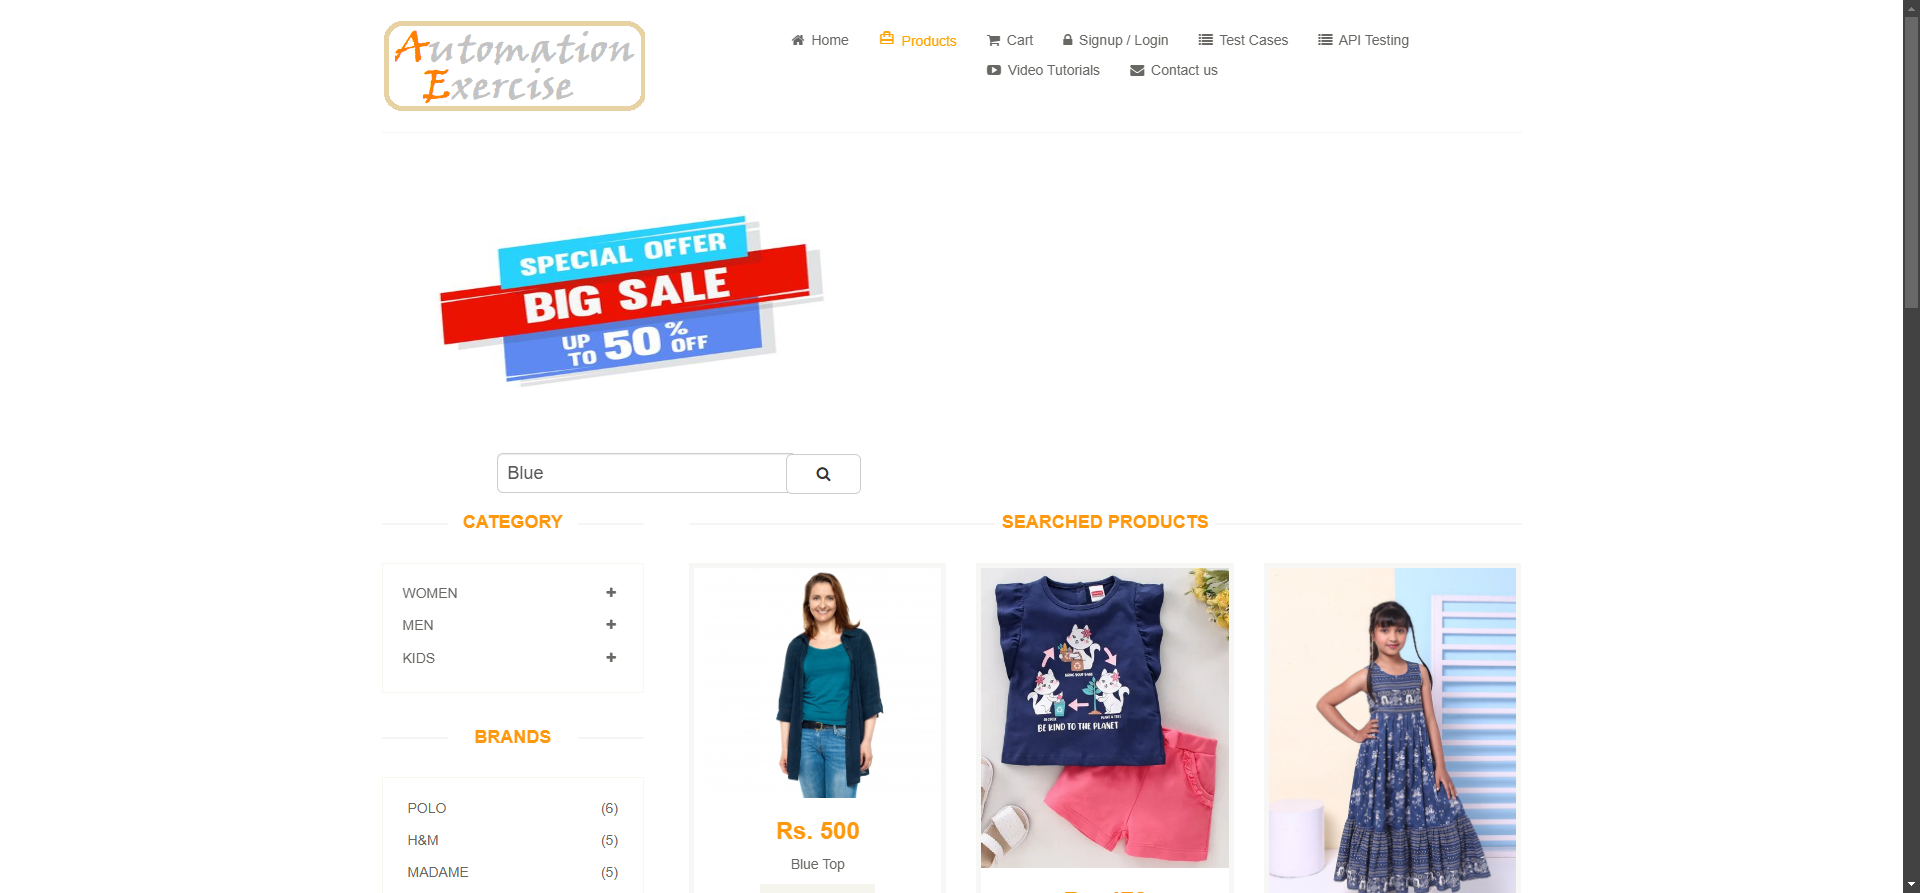 Automation
Exercise
Home
Products
Cart
Signup / Login
Test Cases
API Testing
Video Tutorials
Contact us
SPECIAL OFFER
BIG SALE
UP TO 50% OFF
Blue
CATEGORY
SEARCHED PRODUCTS
WOMEN
MEN
KIDS
BRANDS
POLO (6)
H&M (5)
MADAME (5)
BE KIND TO THE PLANET
Rs. 500
Blue Top